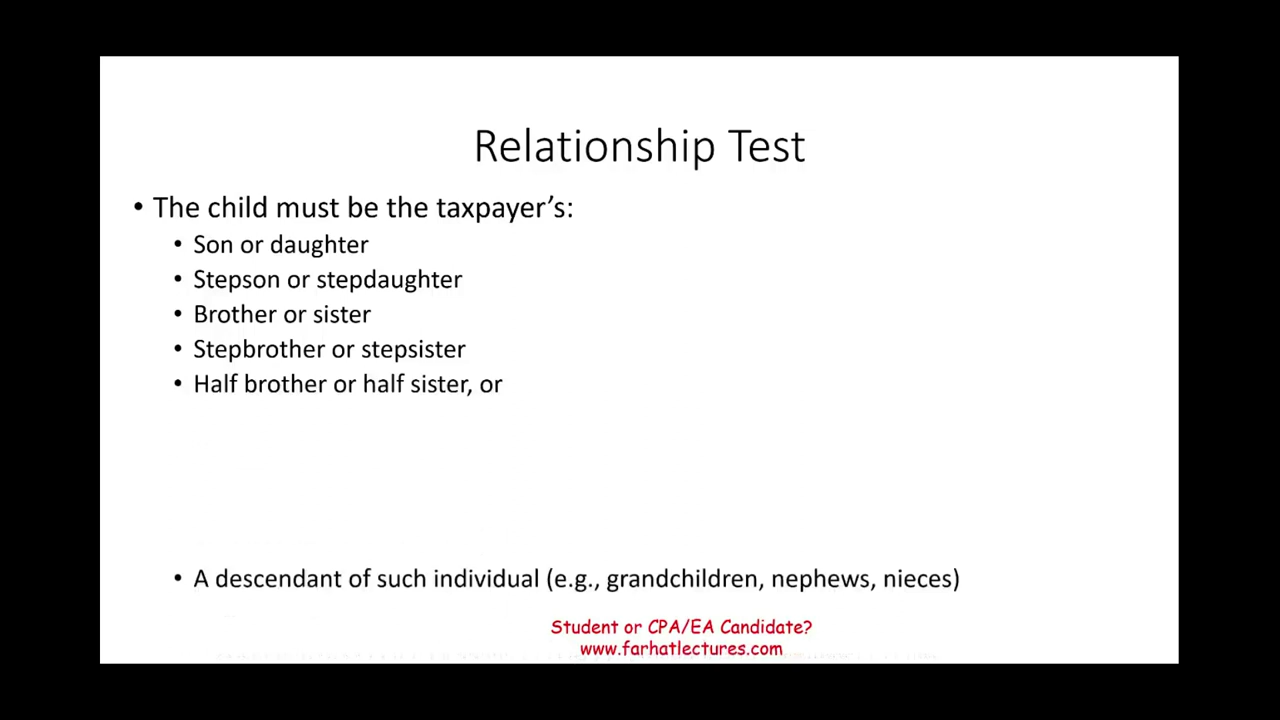 Relationship Test
• The child must be the taxpayer's:
• Son or daughter
• Stepson or stepdaughter
• Brother or sister
• Stepbrother or stepsister
• Half brother or half sister, or
• A descendant of such individual (e.g., grandchildren, nephews, nieces)
Student or CPA/EA Candidate?
www.farhatlectures.com